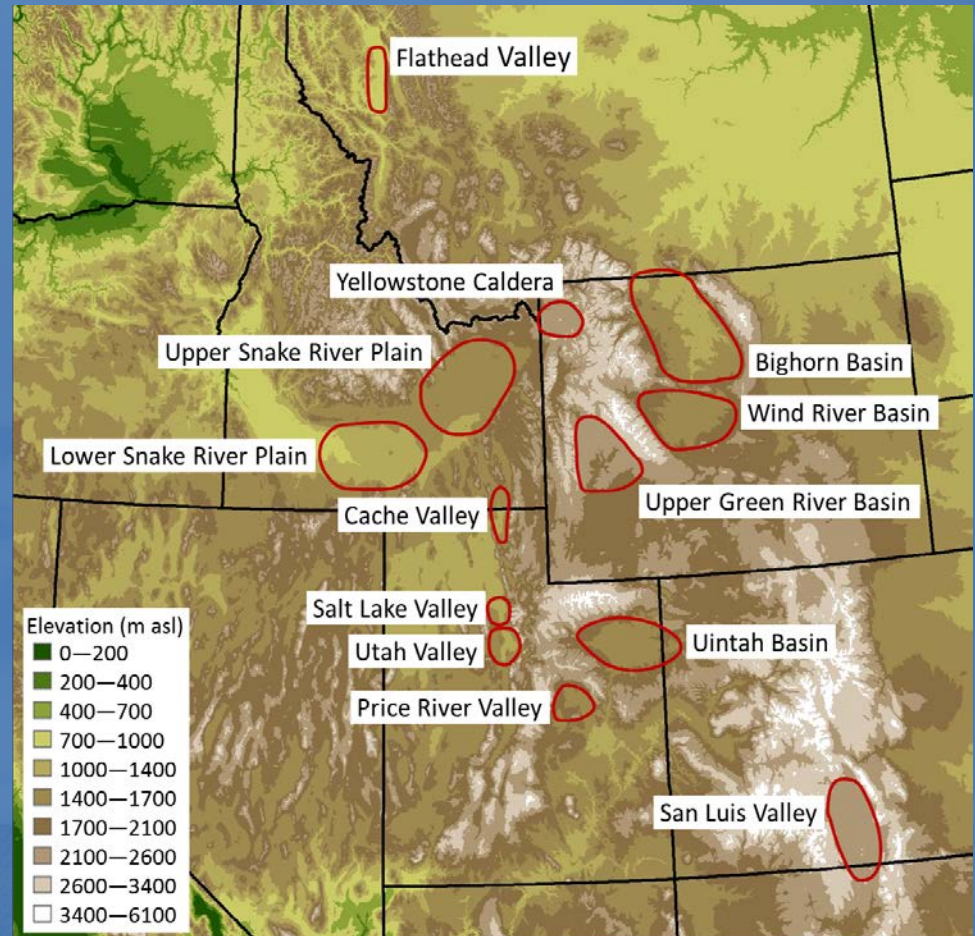 Flathead Valley
Yellowstone Caldera
Upper Snake River Plain
Bighorn Basin
Wind River Basin
Lower Snake River Plain
Upper Green River Basin
Cache Valley
Salt Lake Valley
Utah Valley
Uintah Basin
Price River Valley
San Luis Valley
Elevation (m asl)
0—200
200—400
400—700
700—1000
1000—1400
1400—1700
1700—2100
2100—2600
2600—3400
3400—6100